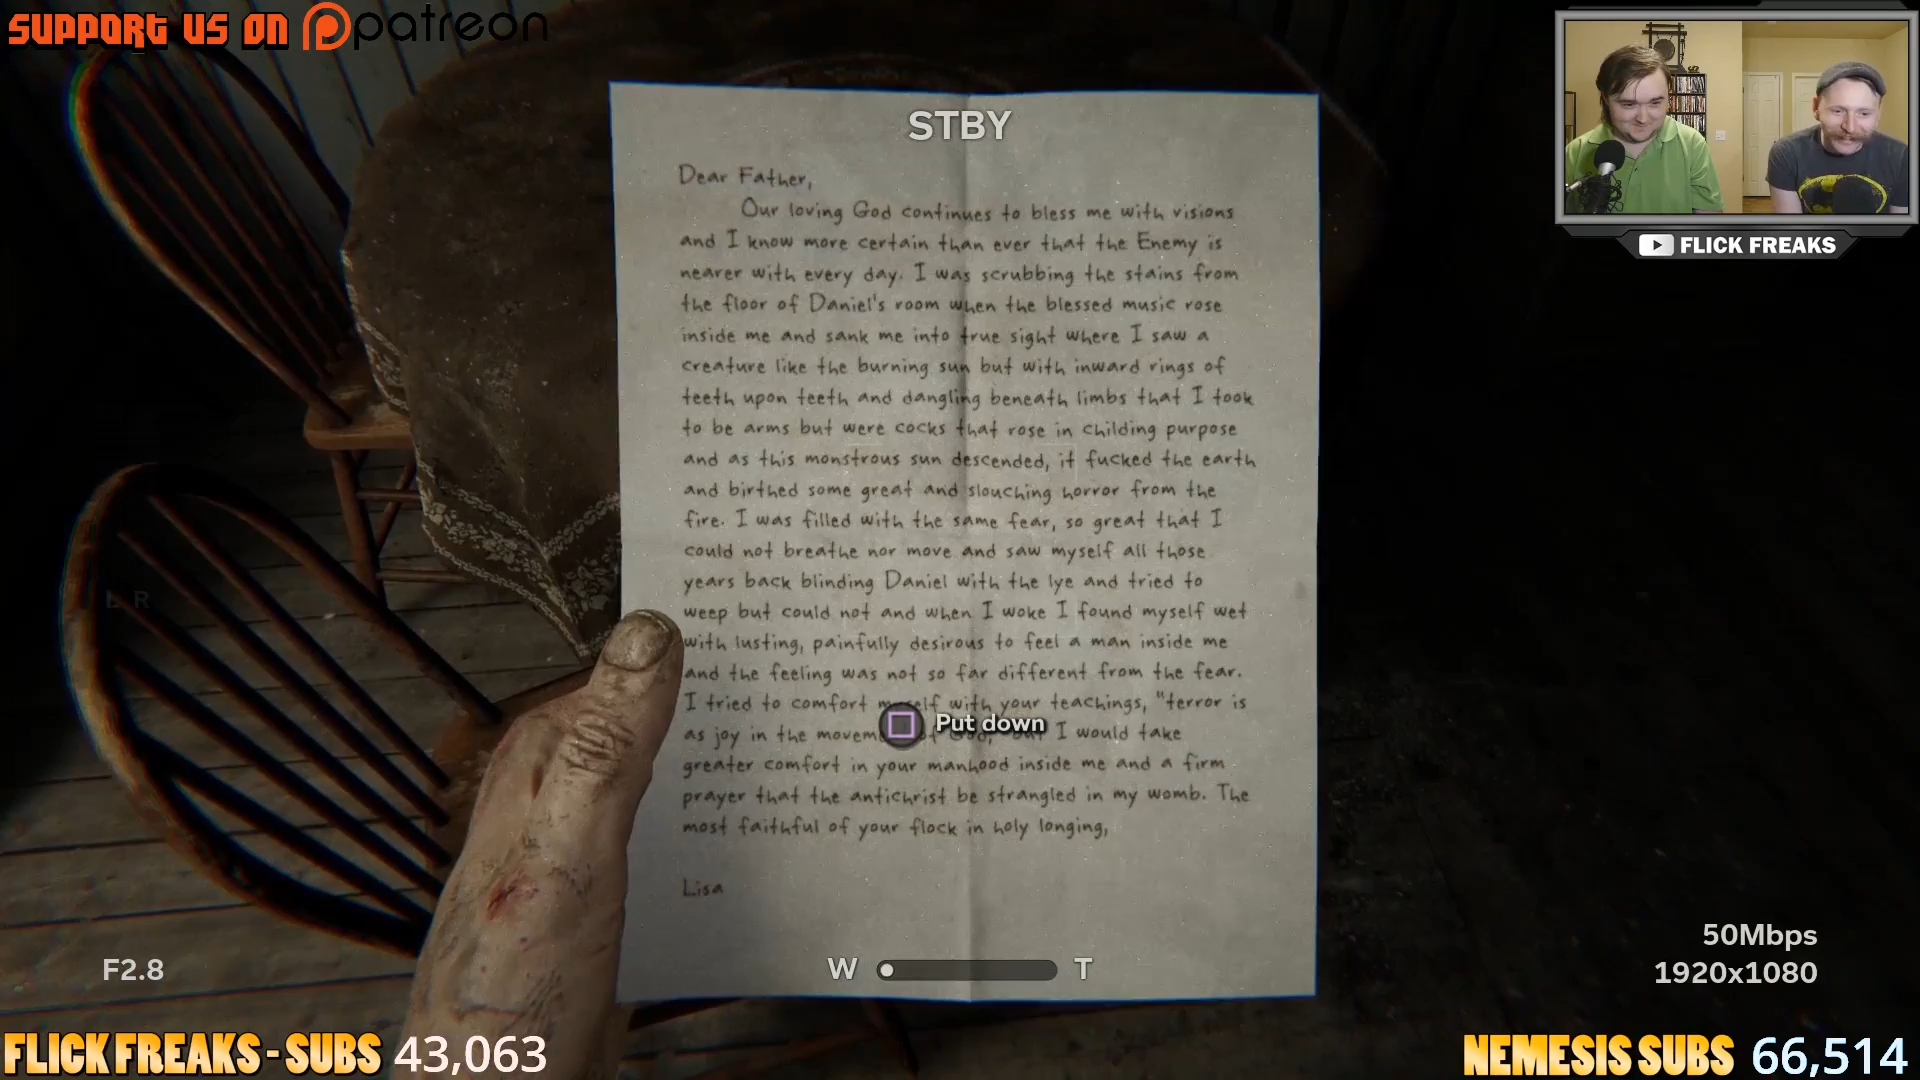 SUPPORT US ON patreon
STBY
Dear Father,
Our loving God continues to bless me with visions
and I know more certain than ever that the Enemy is
nearer with every day. I was scrubbing the stains from
the floor of Daniel's room when the blessed music rose
inside me and sank me into true sight where I saw a
creature like the burning sun but with inward rings of
teeth upon teeth and dangling beneath limbs that I took
to be arms but were cocks that rose in childing purpose
and as this monstrous sun descended, it fucked the earth
and birthed some great and slouching horror from the
fire. I was filled with the same fear, so great that I
could not breathe nor move and saw myself all those
years back blinding Daniel with the lye and tried to
weep but could not and when I woke I found myself wet
with lusting, painfully desirous to feel a man inside me
and the feeling was not so far different from the fear.
I tried to comfort myself with your teachings, "terror is
as joy in the movem I would take
Put down
greater comfort in your manhood inside me and a firm
prayer that the antichrist be strangled in my womb. The
most faithful of your flock in holy longing,
Lisa
FLICK FREAKS
L R
F2.8
W T
50Mbps
1920x1080
FLICK FREAKS - SUBS 43,063
NEMESIS SUBS 66,514